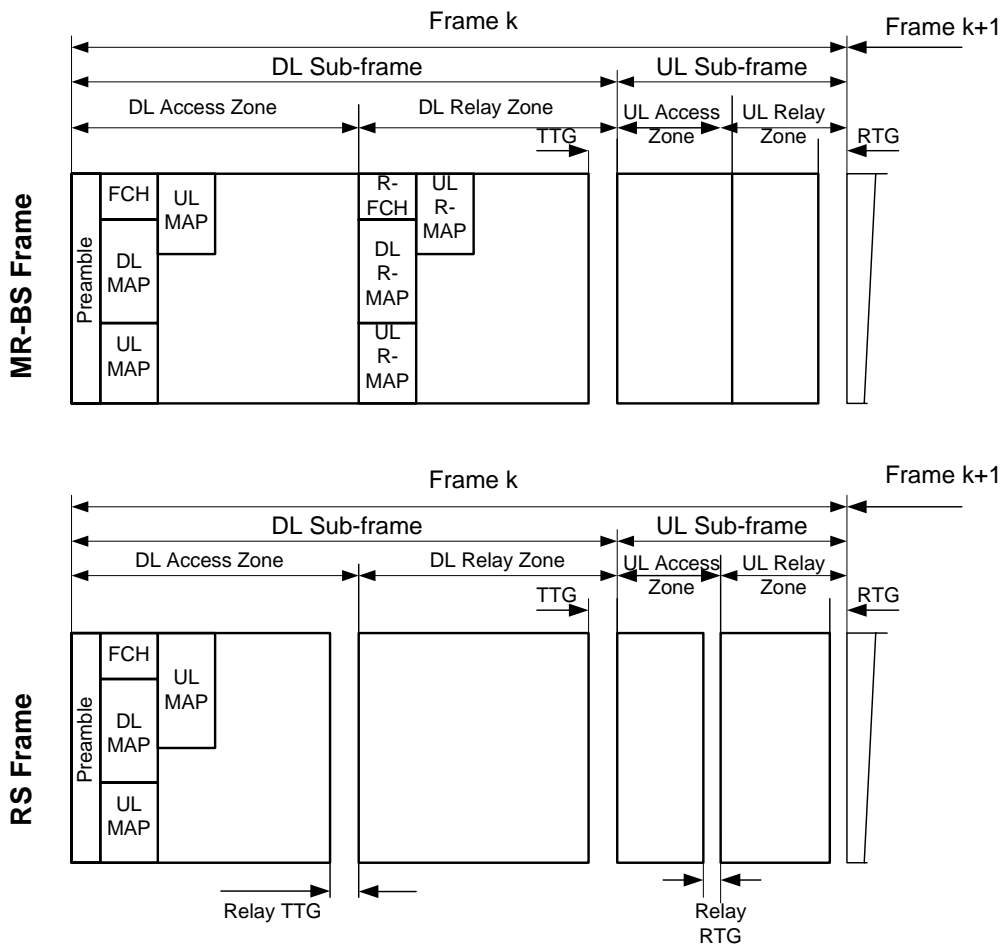 Frame k
Frame k+1
DL Sub-frame
UL Sub-frame
DL Access Zone
DL Relay Zone
UL Access
Zone
UL Relay
Zone
TTG
RTG
MR-BS Frame
Preamble
FCH
DL
MAP
UL
MAP
UL
MAP
R-
FCH
DL
R-
MAP
UL
R-
MAP
UL
R-
MAP
Frame k
Frame k+1
DL Sub-frame
UL Sub-frame
DL Access Zone
DL Relay Zone
UL Access
Zone
UL Relay
Zone
TTG
RTG
RS Frame
Preamble
FCH
DL
MAP
UL
MAP
UL
MAP
Relay TTG
Relay
RTG